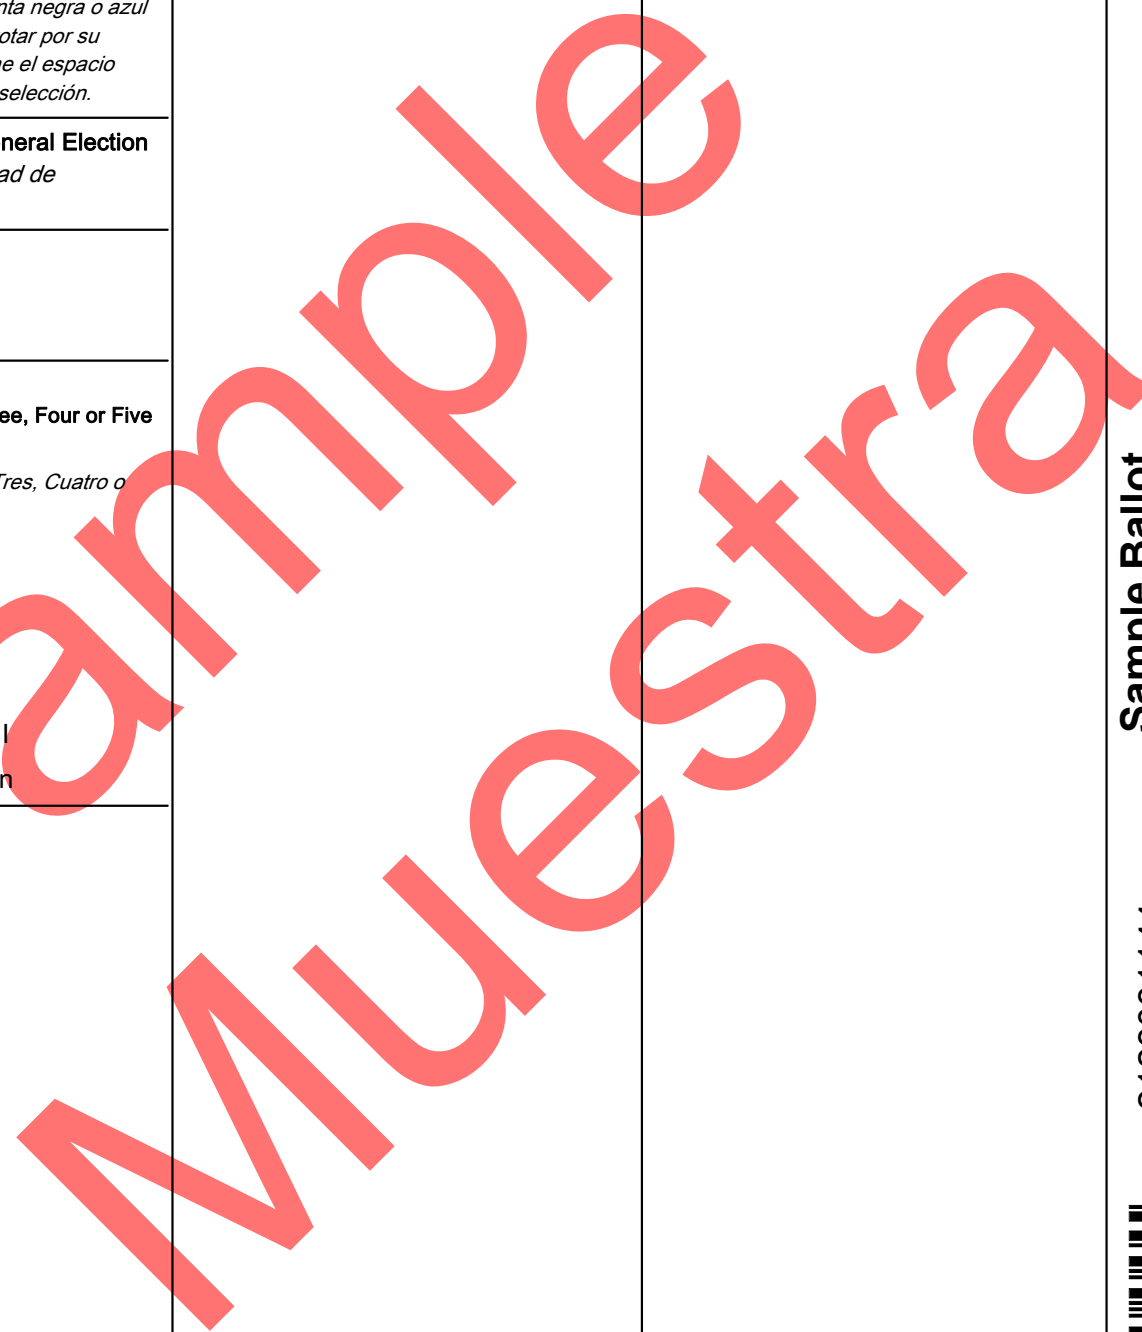 nta negra o azul
otar por su
e el espacio
selección.
neral Election
ad de
ee, Four or Five
Tres, Cuatro o
l
n
ample
Muestra
Sample Ballot